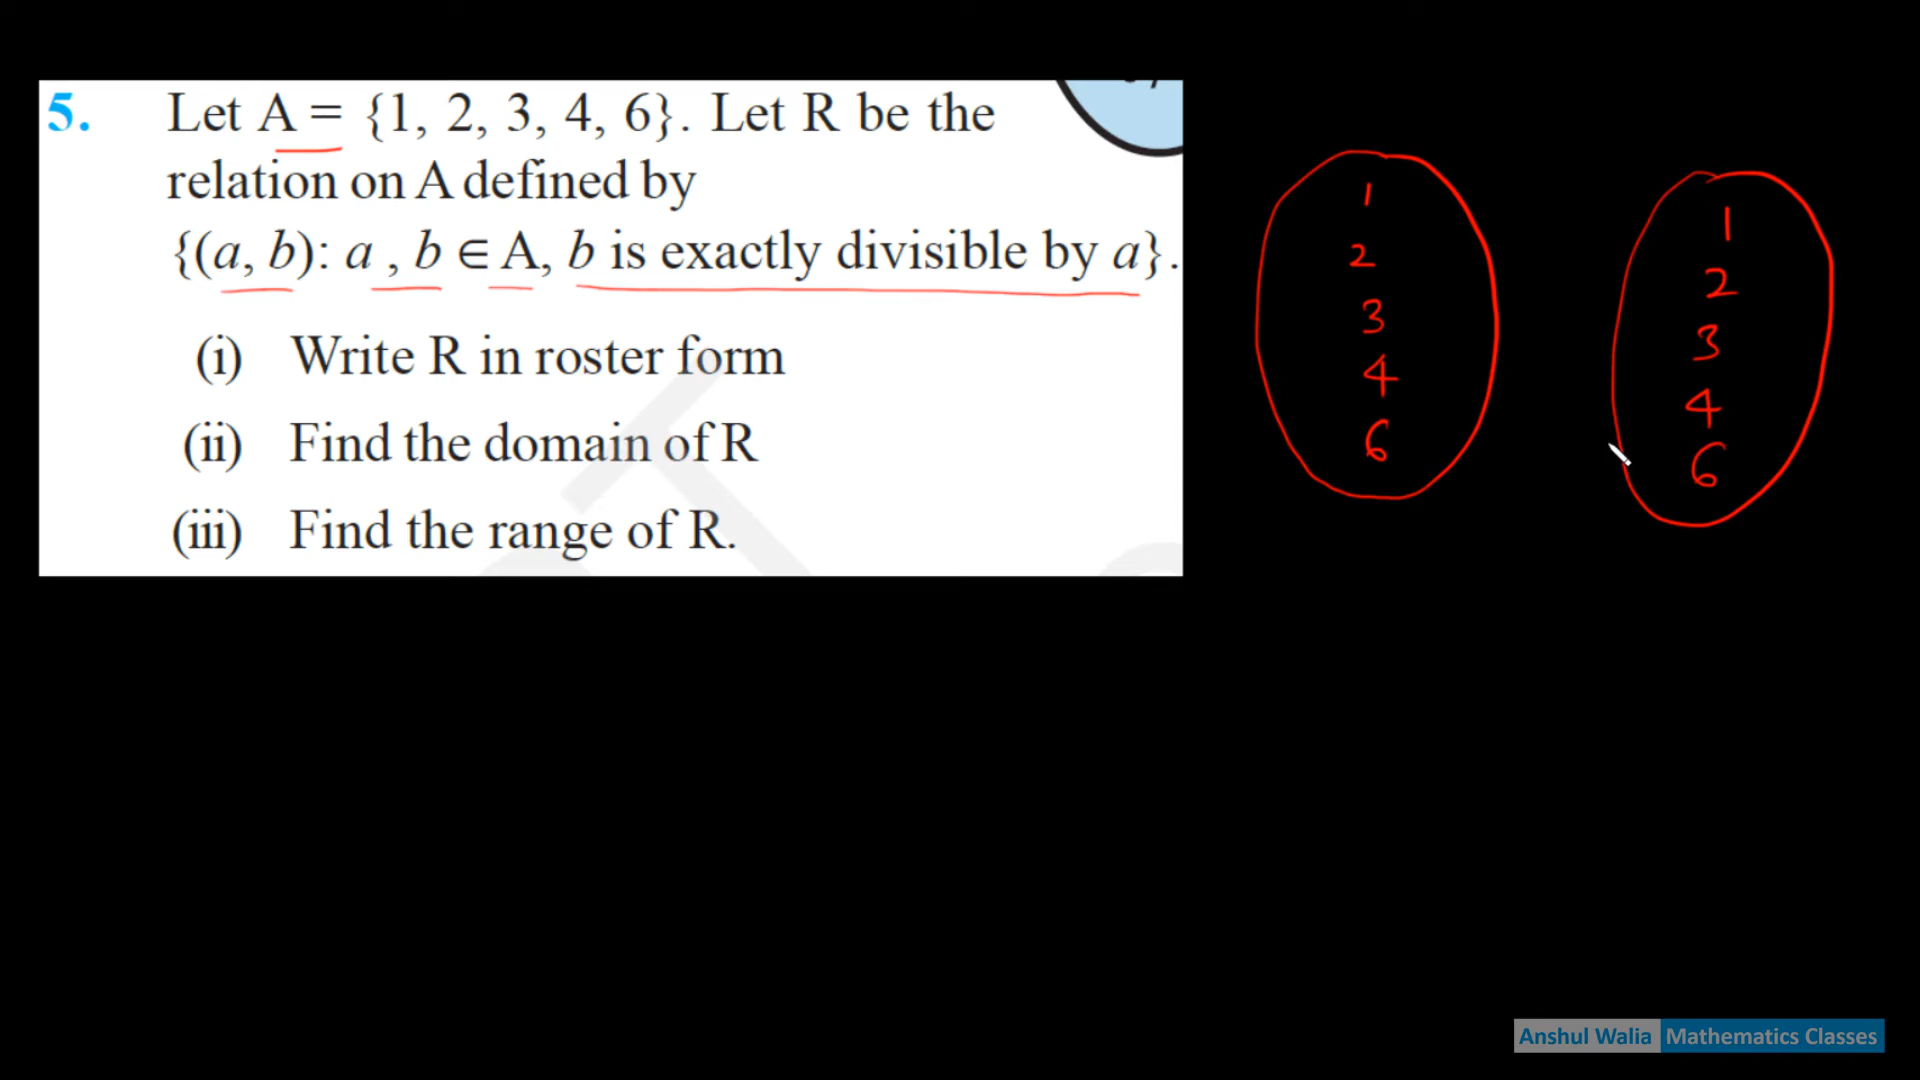 5. Let A = {1, 2, 3, 4, 6}. Let R be the
relation on A defined by
{(a, b): a , b ∈ A, b is exactly divisible by a}.
(i) Write R in roster form
(ii) Find the domain of R
(iii) Find the range of R.
1
2
3
4
6
1
2
3
4
6
Anshul Walia Mathematics Classes